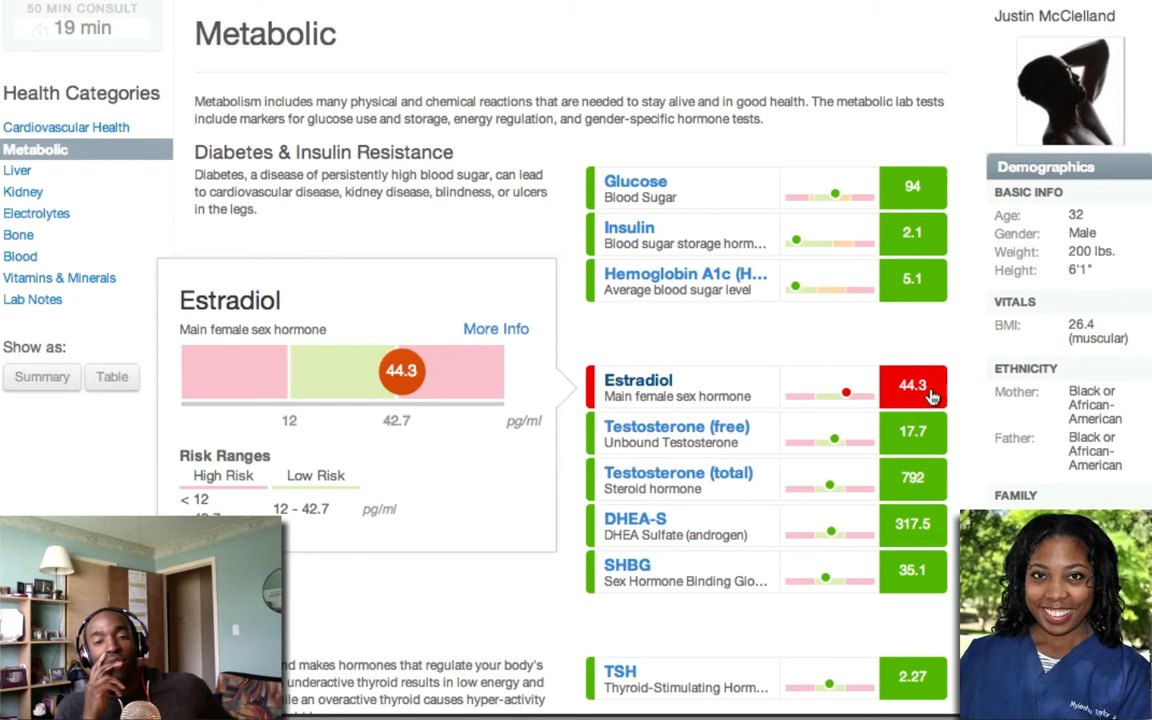 50 MIN CONSULT
19 min
Health Categories
Cardiovascular Health
Metabolic
Liver
Kidney
Electrolytes
Bone
Blood
Vitamins & Minerals
Lab Notes
Show as:
Summary
Table
Metabolic
Metabolism includes many physical and chemical reactions that are needed to stay alive and in good health. The metabolic lab tests
include markers for glucose use and storage, energy regulation, and gender-specific hormone tests.
Diabetes & Insulin Resistance
Diabetes, a disease of persistently high blood sugar, can lead
to cardiovascular disease, kidney disease, blindness, or ulcers
in the legs.
Glucose
Blood Sugar
94
Insulin
Blood sugar storage horm...
2.1
Hemoglobin A1c (H...
Average blood sugar level
5.1
Estradiol
Main female sex hormone
More Info
44.3
12
42.7
pg/ml
Risk Ranges
High Risk
Low Risk
< 12
12 - 42.7
pg/ml
Estradiol
Main female sex hormone
44.3
Testosterone (free)
Unbound Testosterone
17.7
Testosterone (total)
Steroid hormone
792
DHEA-S
DHEA Sulfate (androgen)
317.5
SHBG
Sex Hormone Binding Glo...
35.1
nd makes hormones that regulate your body's
underactive thyroid results in low energy and
ile an overactive thyroid causes hyper-activity
TSH
Thyroid-Stimulating Horm...
2.27
Justin McClelland
Demographics
BASIC INFO
Age: 32
Gender: Male
Weight: 200 lbs.
Height: 6'1"
VITALS
BMI: 26.4
(muscular)
ETHNICITY
Mother: Black or
African-
American
Father: Black or
African-
American
FAMILY